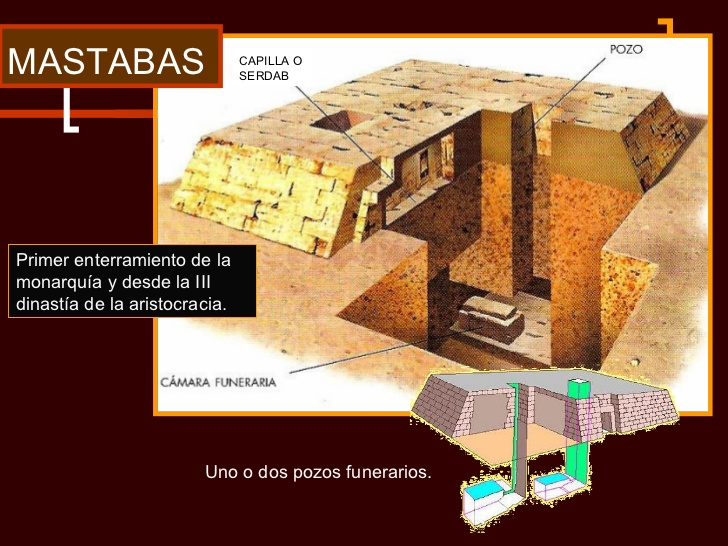 MASTABAS
CAPILLA O
SERDAB
POZO
Primer enterramiento de la
monarquía y desde la III
dinastía de la aristocracia.
CÁMARA FUNERARIA
Uno o dos pozos funerarios.